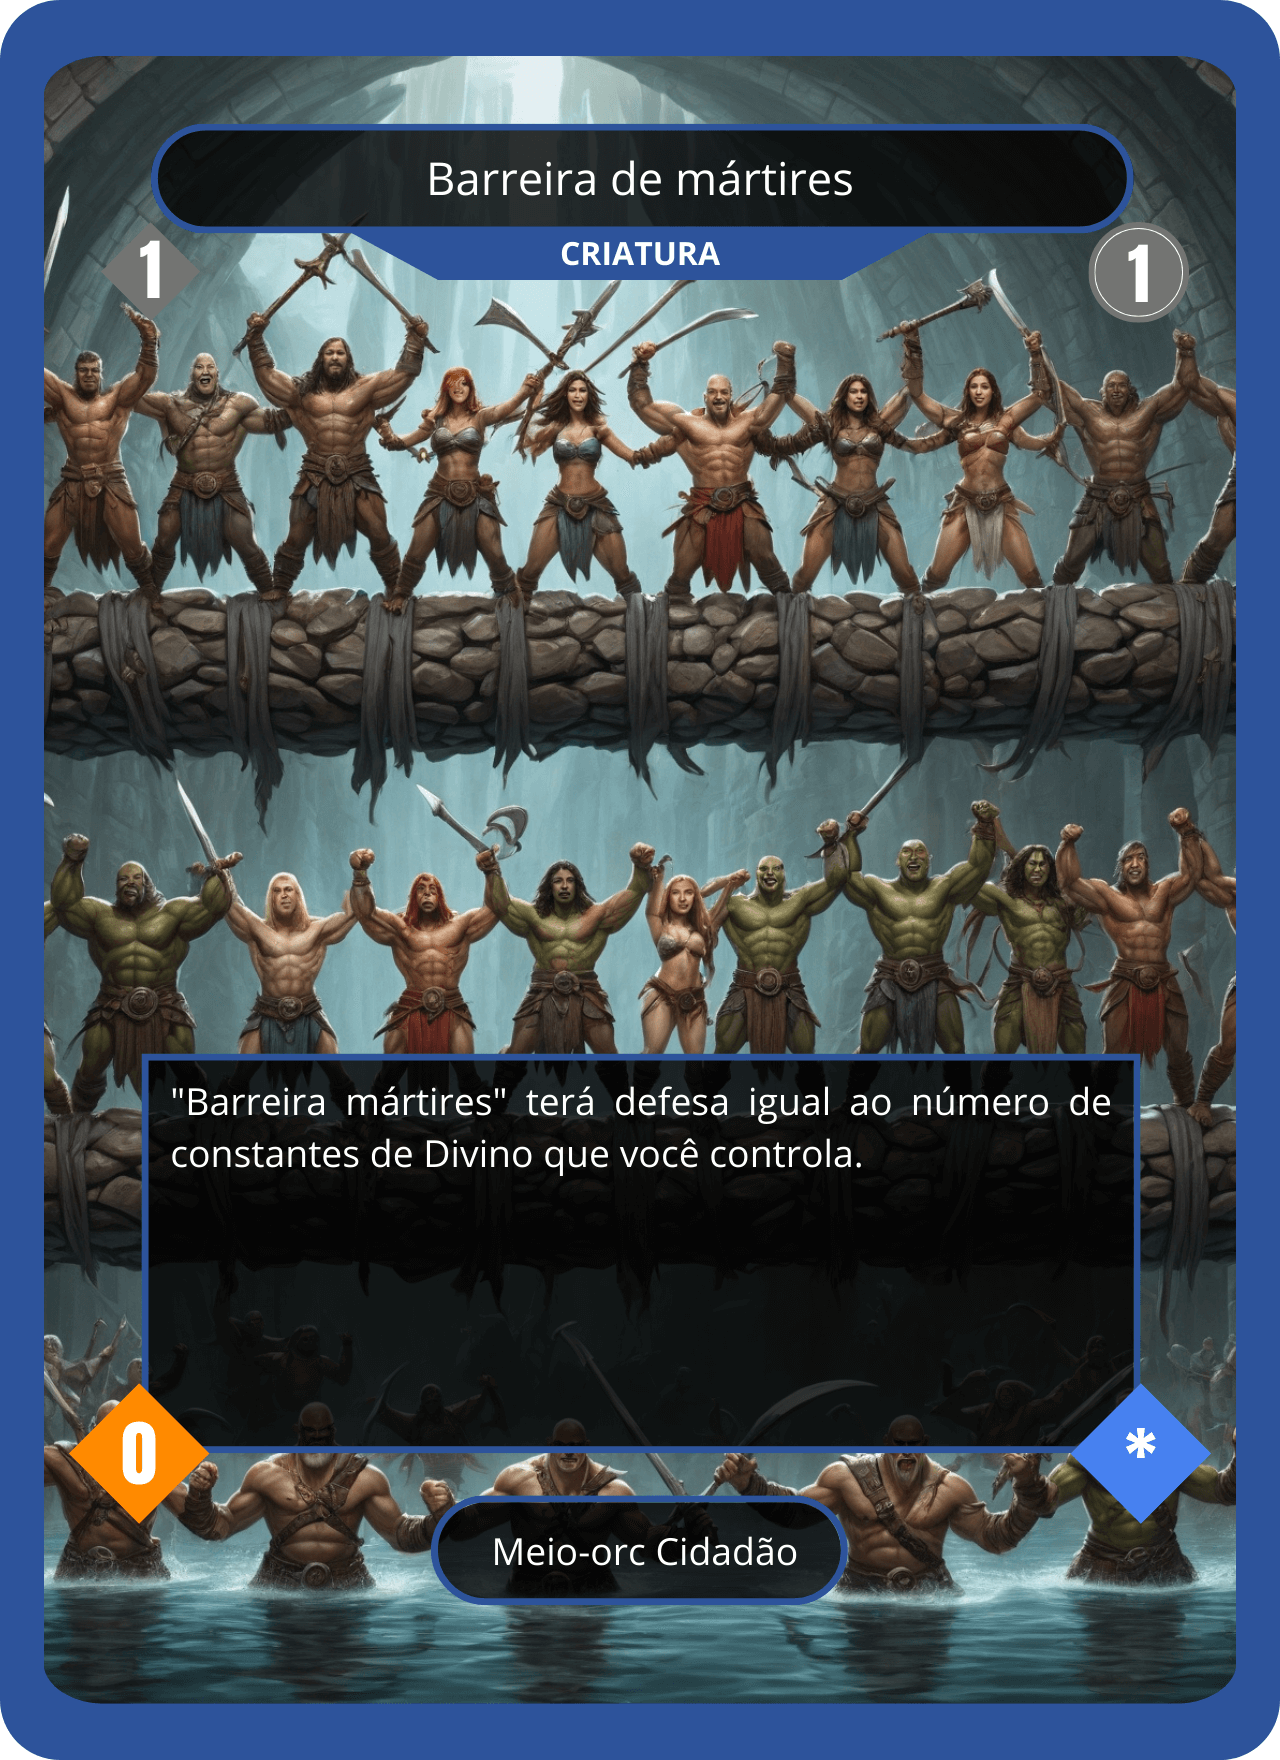 Barreira de mártires
CRIATURA
1
1
"Barreira mártires" terá defesa igual ao número de
constantes de Divino que você controla.
0
*
Meio-orc Cidadão